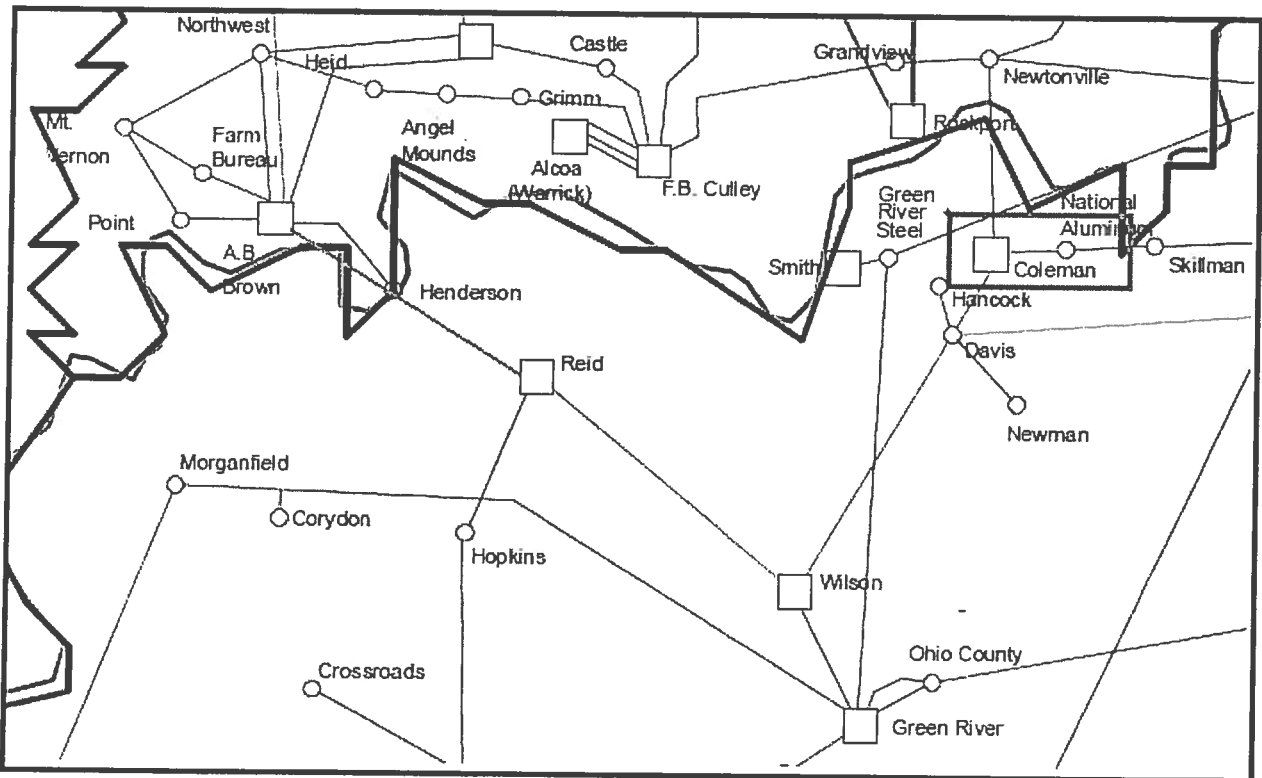 Northwest
Heid
Castle
Grandview
Newtonville
Grimm
Mt.
Vernon
Farm
Bureau
Angel
Mounds
Alcoa
(Warrick)
F.B. Culley
Rockport
Point
A.B.
Brown
Henderson
Green
River
Steel
Smith
National
Aluminum
Coleman
Skillman
Hancock
Davis
Newman
Reid
Morganfield
Corydon
Hopkins
Wilson
Crossroads
Ohio County
Green River